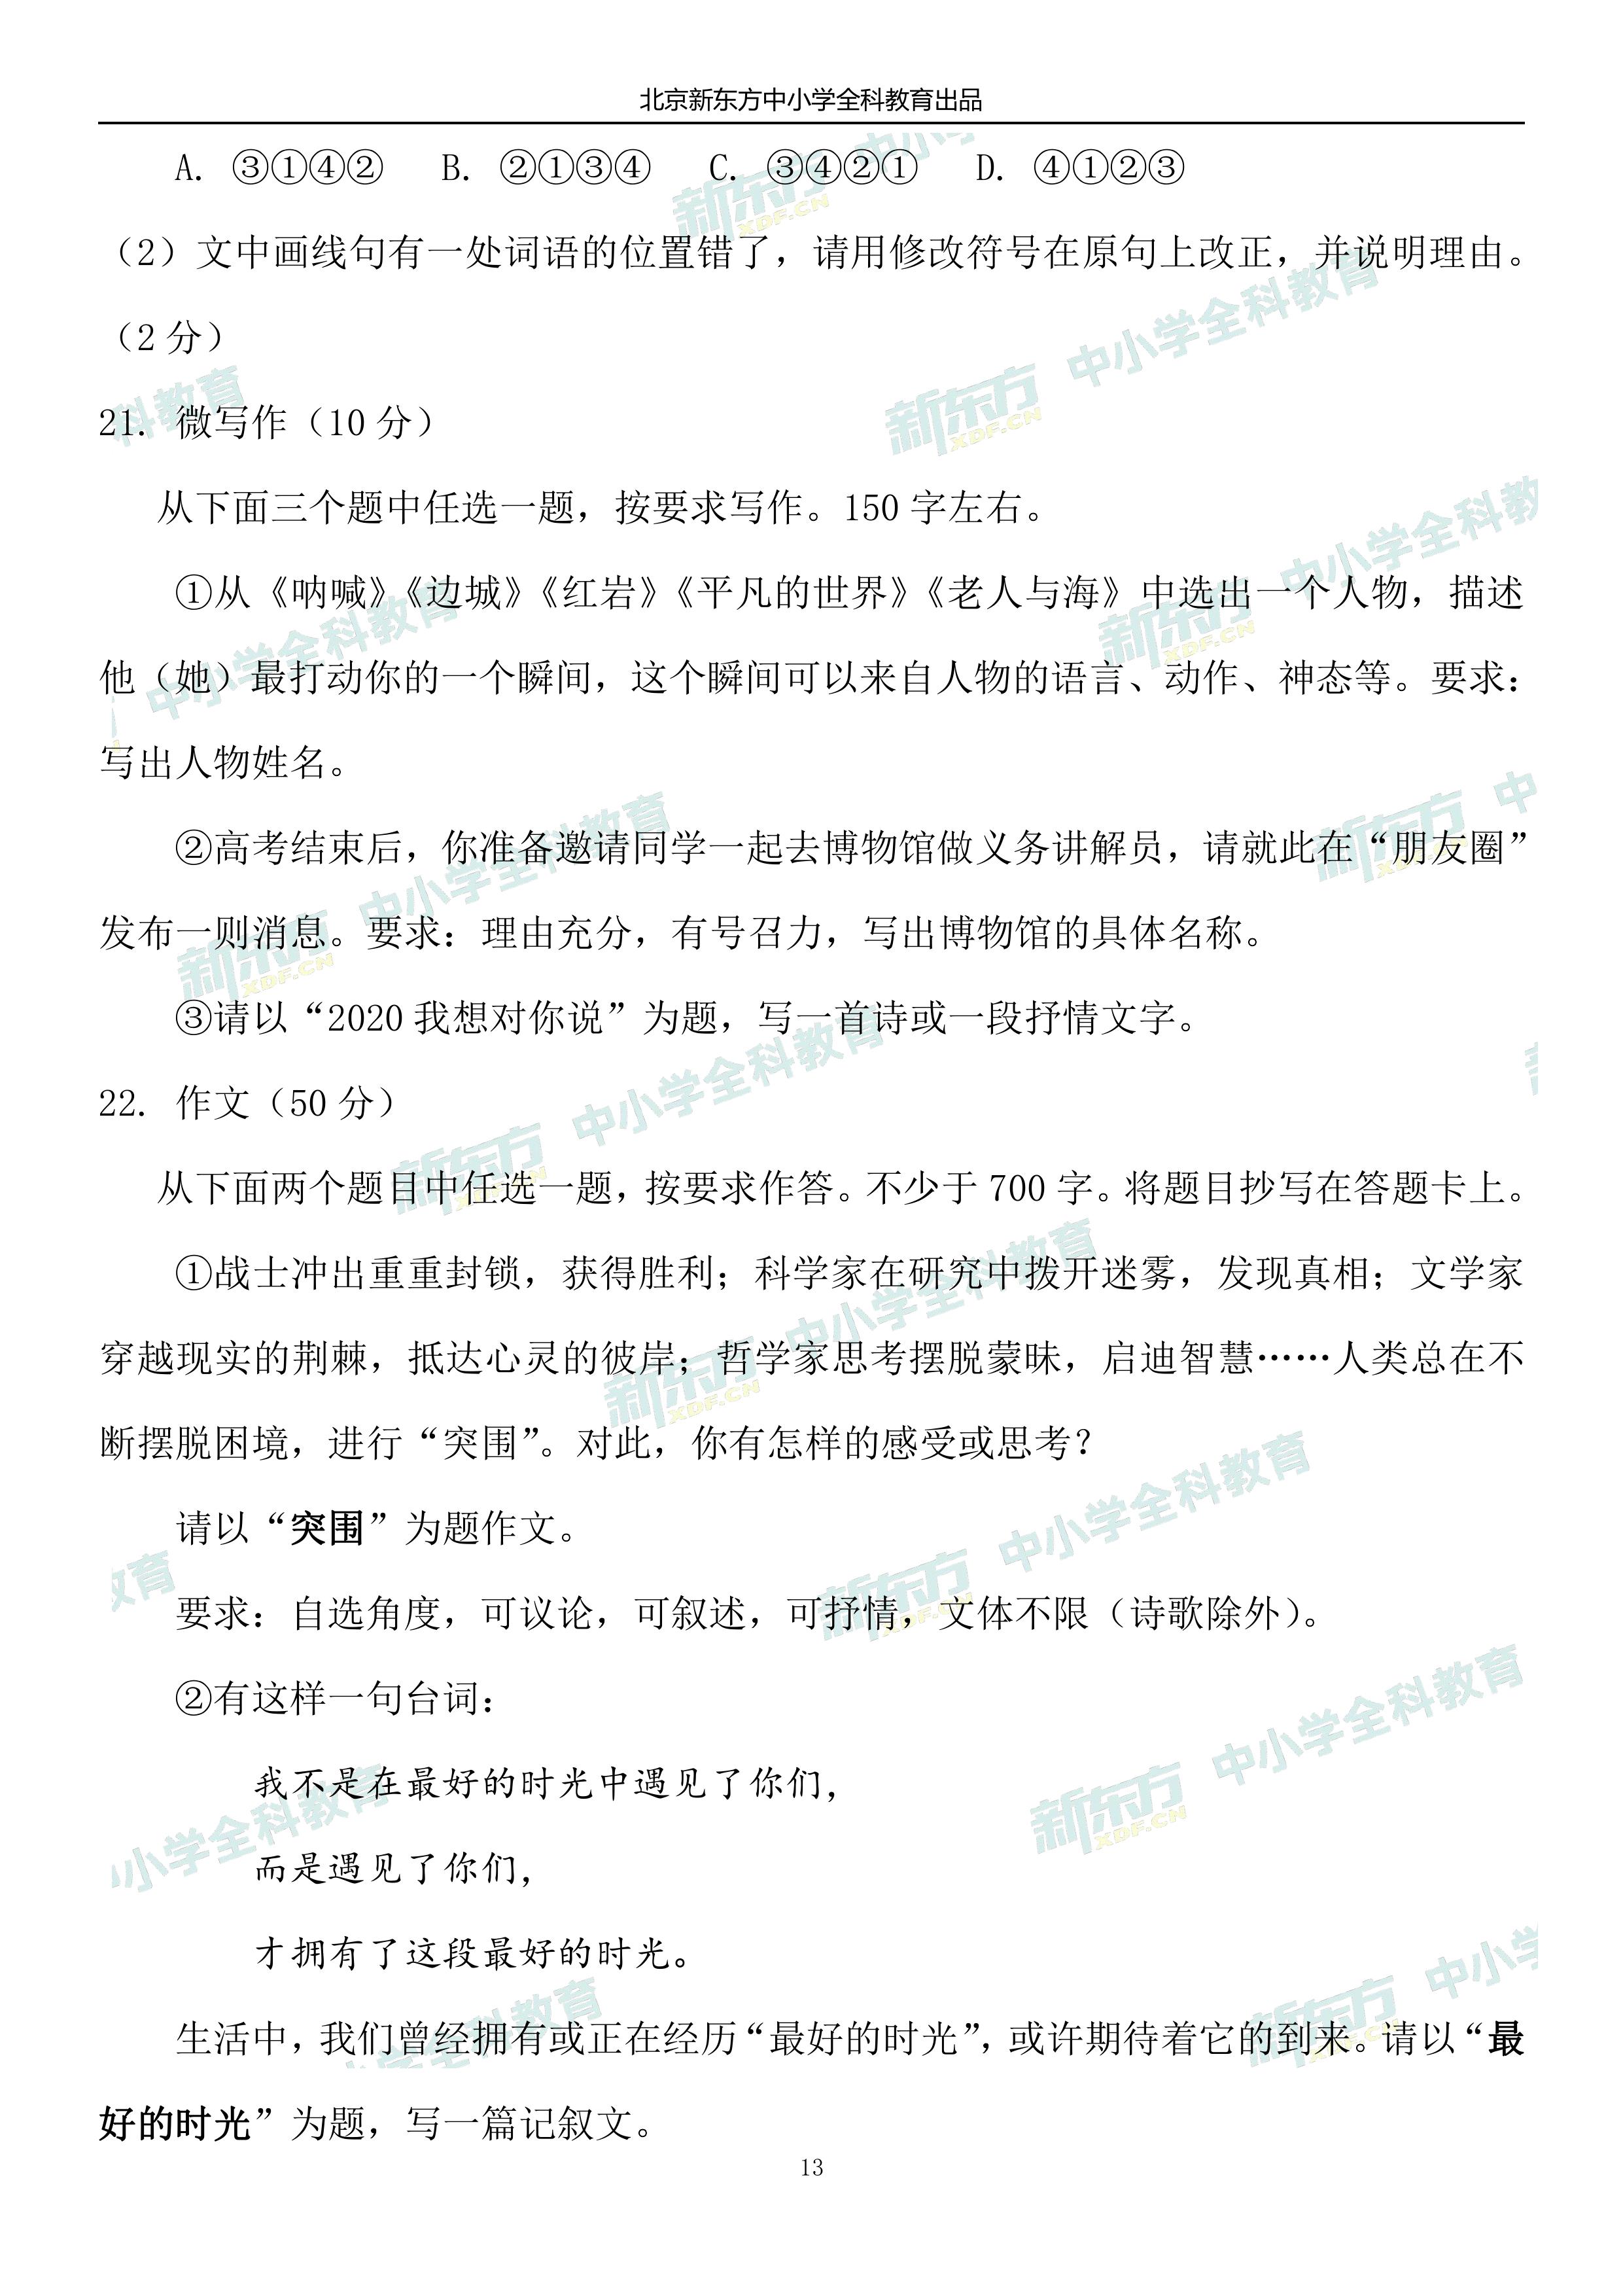 北京新东方中小学全科教育出品
A. ③①④② B. ②①③④ C. ③④②① D. ④①②③
（2）文中画线句有一处词语的位置错了，请用修改符号在原句上改正，并说明理由。
（2 分）
21. 微写作（10 分）
从下面三个题中任选一题，按要求写作。150 字左右。
①从《呐喊》《边城》《红岩》《平凡的世界》《老人与海》中选出一个人物，描述
他（她）最打动你的一个瞬间，这个瞬间可以来自人物的语言、动作、神态等。要求：
写出人物姓名。
②高考结束后，你准备邀请同学一起去博物馆做义务讲解员，请就此在“朋友圈”
发布一则消息。要求：理由充分，有号召力，写出博物馆的具体名称。
③请以“2020 我想对你说”为题，写一首诗或一段抒情文字。
22. 作文（50 分）
从下面两个题目中任选一题，按要求作答。不少于 700 字。将题目抄写在答题卡上。
①战士冲出重重封锁，获得胜利；科学家在研究中拨开迷雾，发现真相；文学家
穿越现实的荆棘，抵达心灵的彼岸；哲学家思考摆脱蒙昧，启迪智慧……人类总在不
断摆脱困境，进行“突围”。对此，你有怎样的感受或思考？
请以“突围”为题作文。
要求：自选角度，可议论，可叙述，可抒情，文体不限（诗歌除外）。
②有这样一句台词：
我不是在最好的时光中遇见了你们，
而是遇见了你们，
才拥有了这段最好的时光。
生活中，我们曾经拥有或正在经历“最好的时光”，或许期待着它的到来。请以“最
好的时光”为题，写一篇记叙文。
13